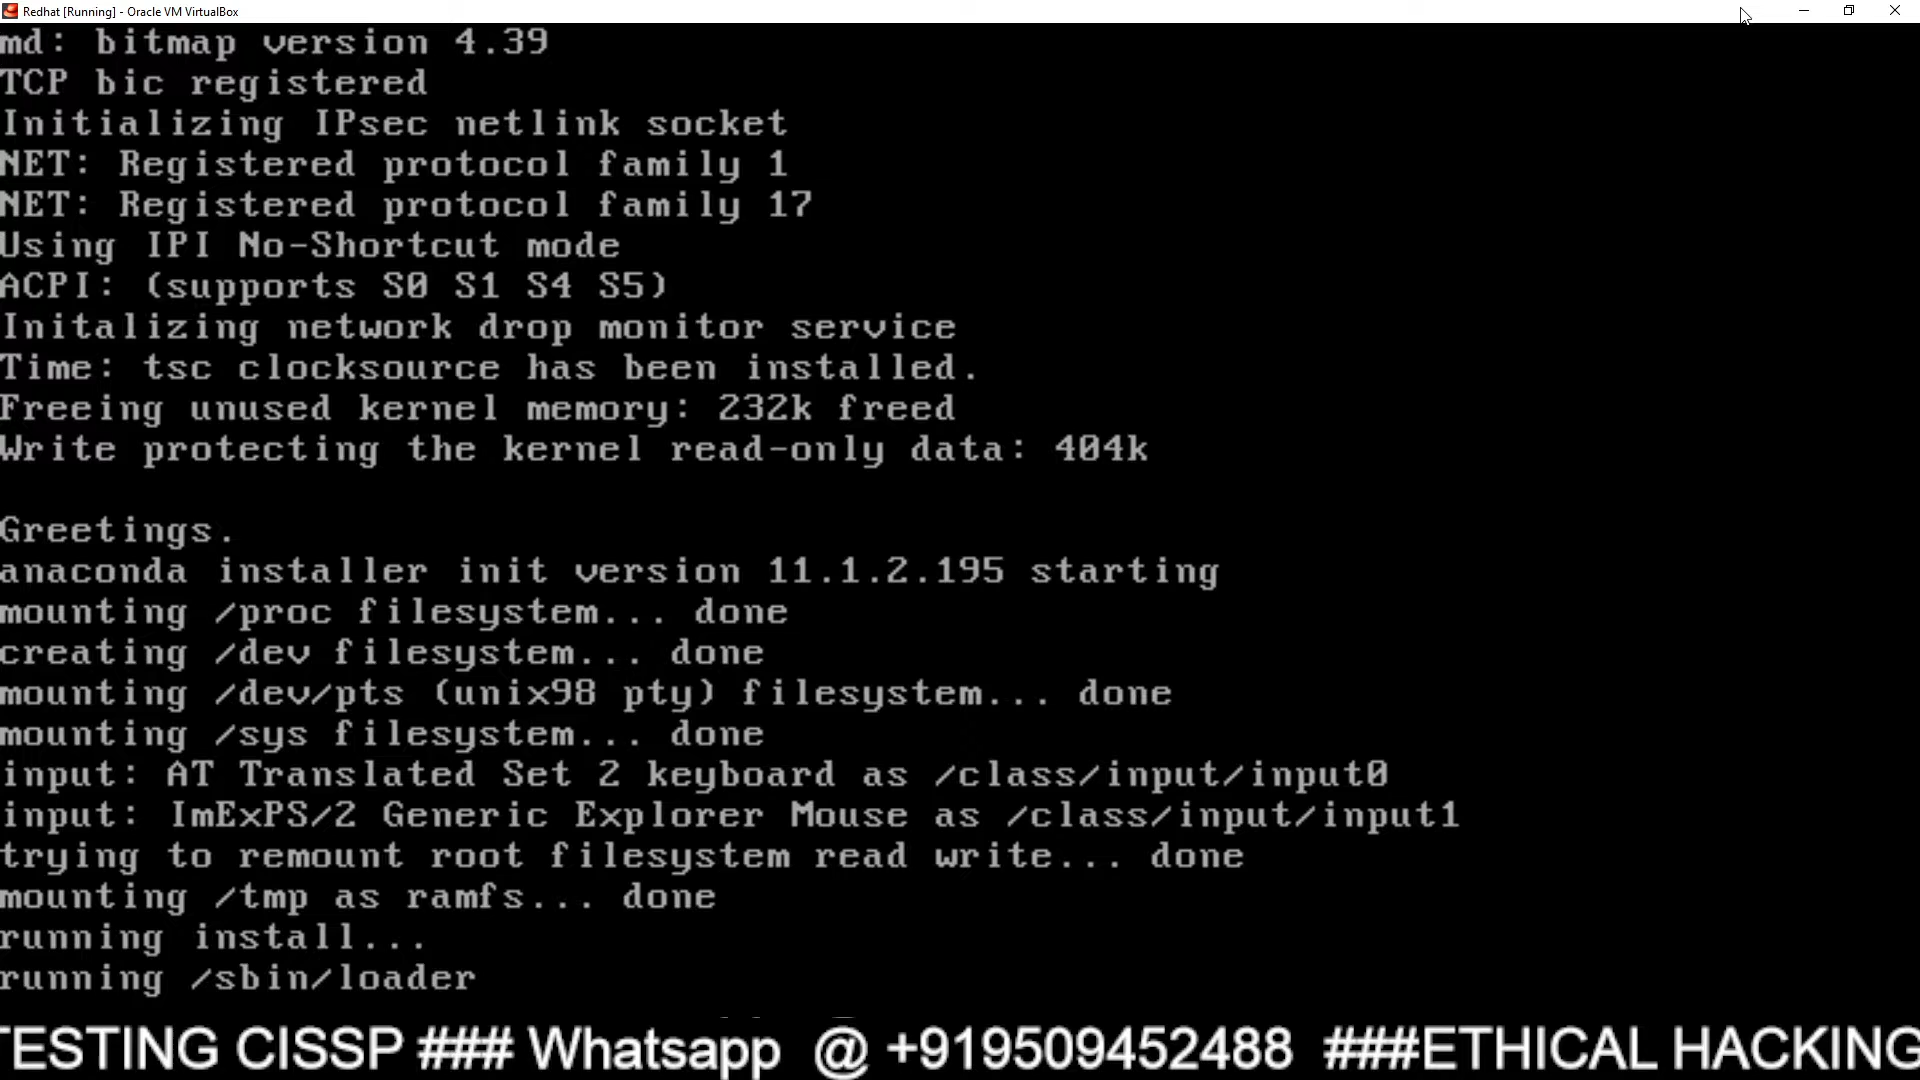 Redhat [Running] - Oracle VM VirtualBox
md: bitmap version 4.39
TCP bic registered
Initializing IPsec netlink socket
NET: Registered protocol family 1
NET: Registered protocol family 17
Using IPI No-Shortcut mode
ACPI: (supports S0 S1 S4 S5)
Initalizing network drop monitor service
Time: tsc clocksource has been installed.
Freeing unused kernel memory: 232k freed
Write protecting the kernel read-only data: 404k
Greetings.
anaconda installer init version 11.1.2.195 starting
mounting /proc filesystem... done
creating /dev filesystem... done
mounting /dev/pts (unix98 pty) filesystem... done
mounting /sys filesystem... done
input: AT Translated Set 2 keyboard as /class/input/input0
input: ImExPS/2 Generic Explorer Mouse as /class/input/input1
trying to remount root filesystem read write... done
mounting /tmp as ramfs... done
running install...
running /sbin/loader
TESTING CISSP ### Whatsapp @ +919509452488 ###ETHICAL HACKING